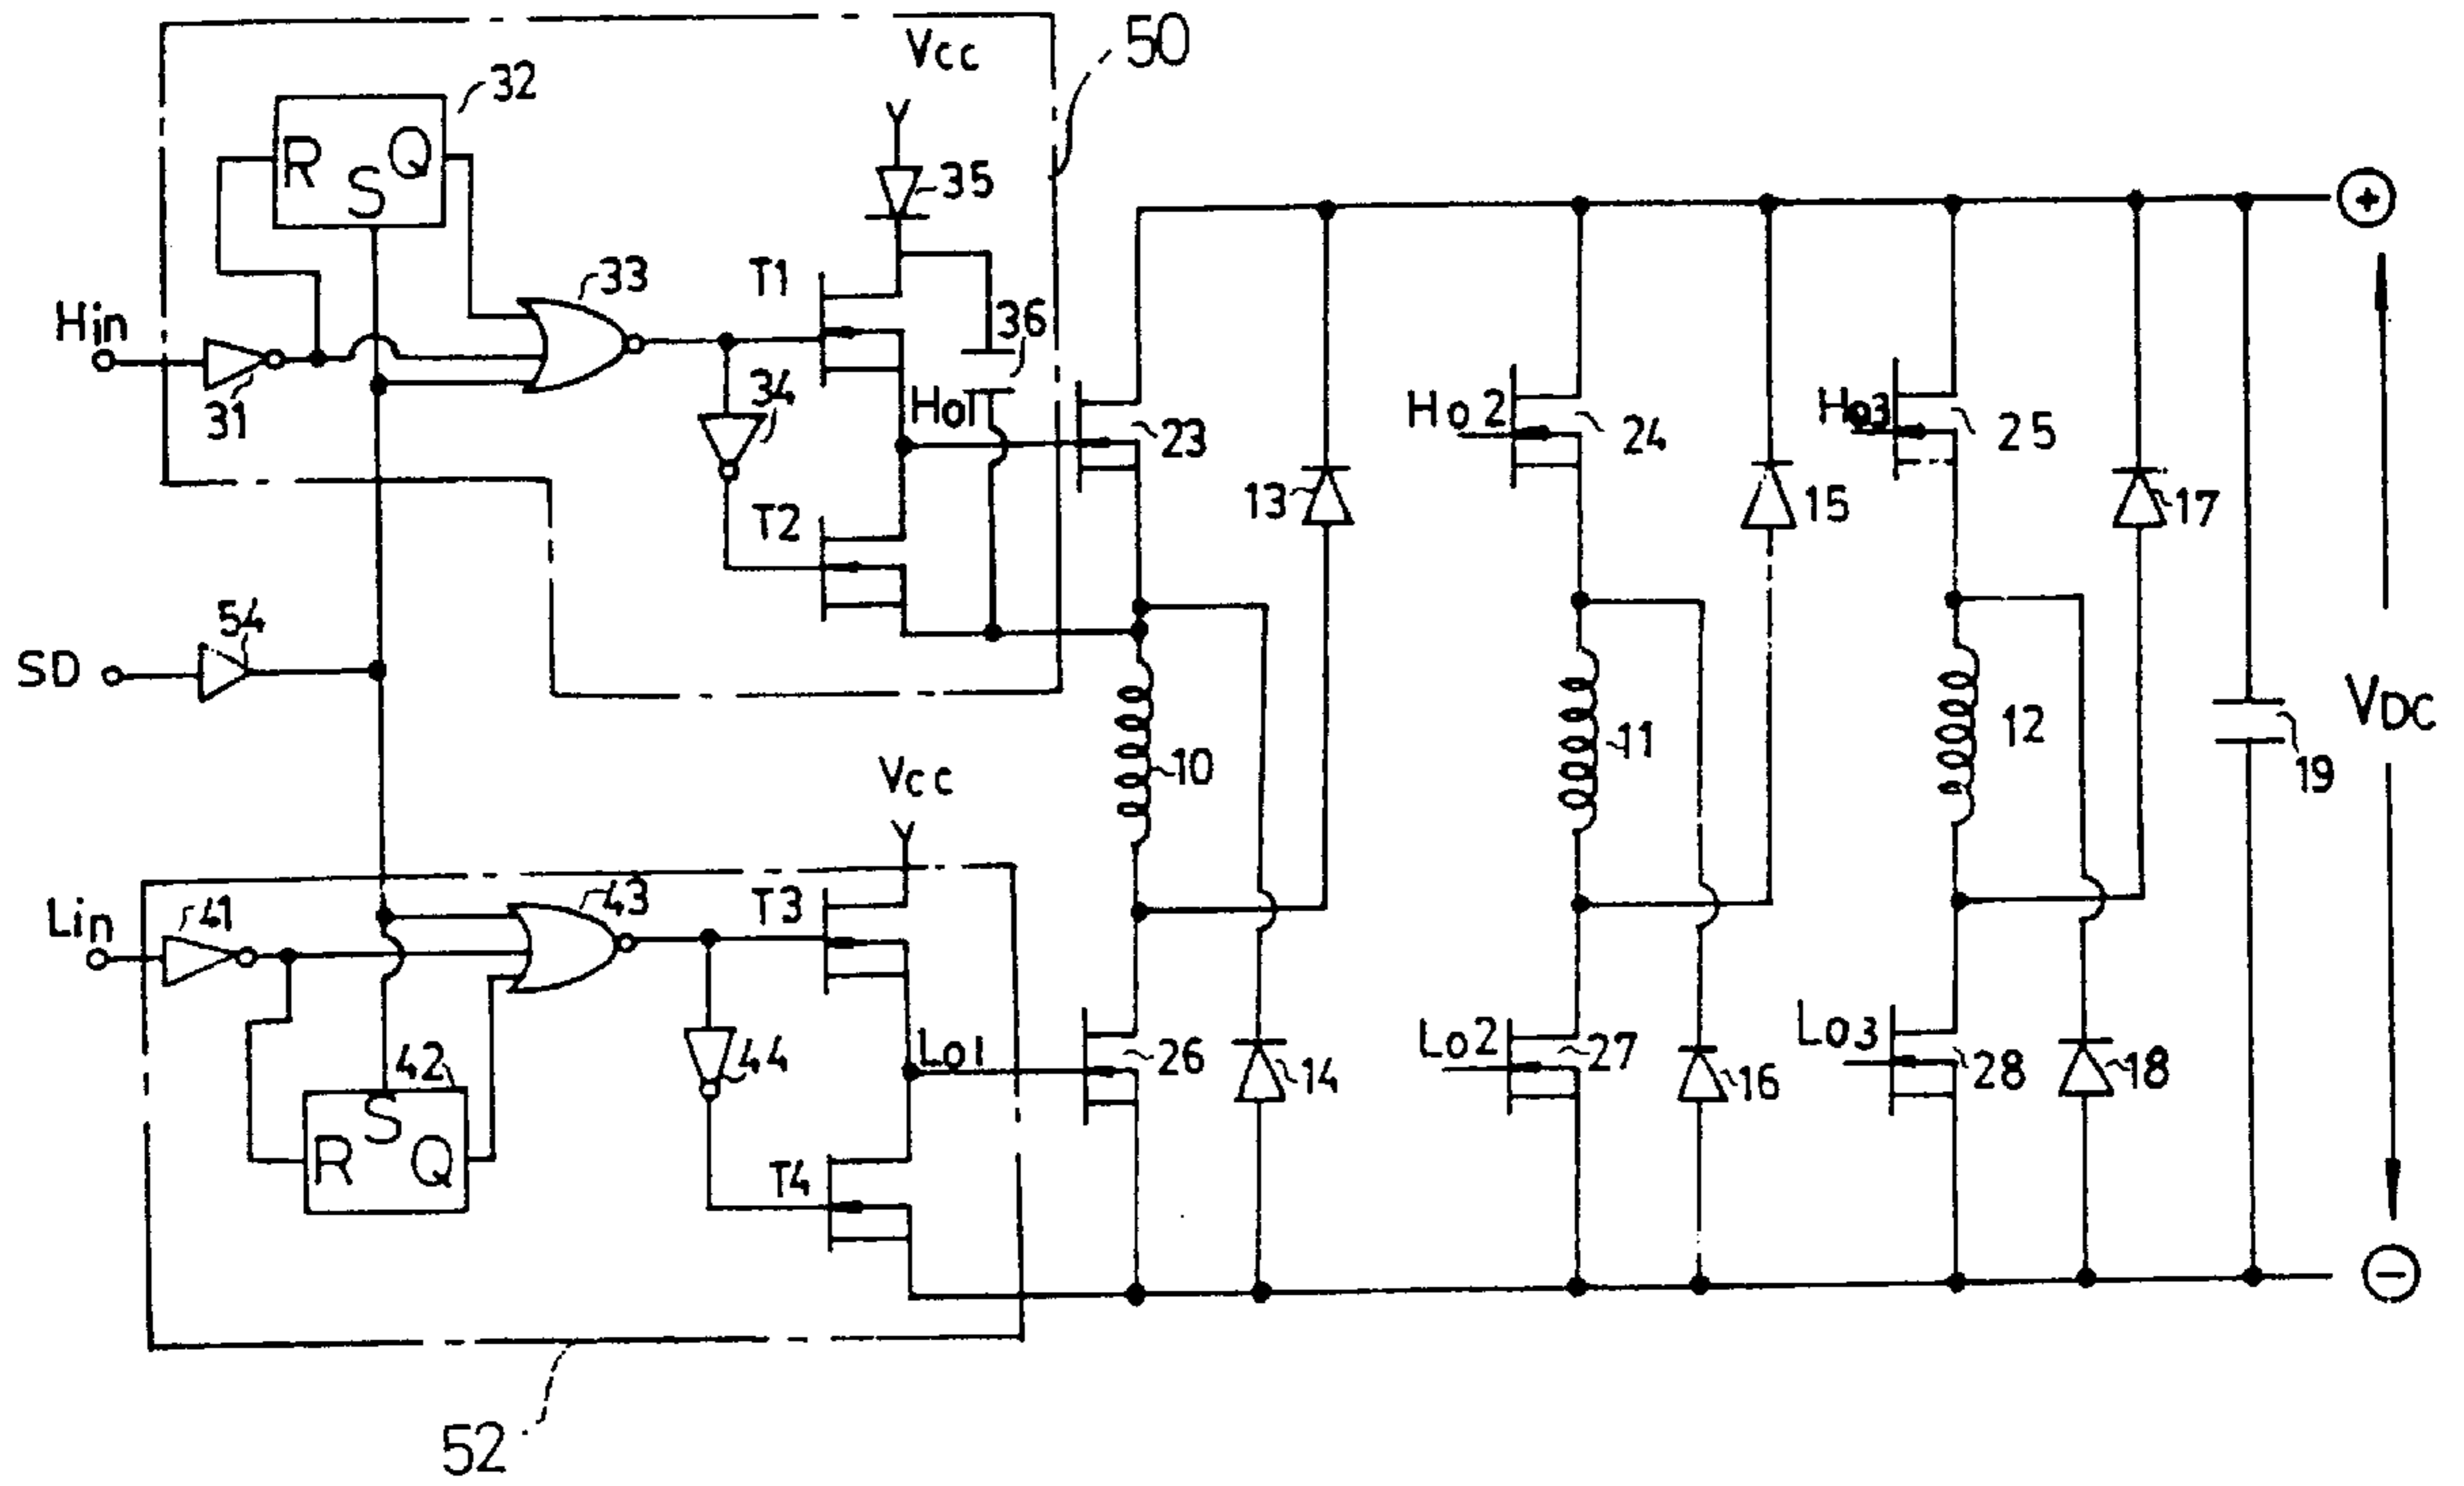 Vcc
50
32
R
S
Q
35
33
T1
Hin
36
31
34
Ho1
23
Ho2
24
Ho3
25
+
T2
13
15
17
54
SD
10
11
12
VDC
19
Vcc
Lin
41
43
T3
42
44
Lo1
26
14
Lo2
27
16
Lo3
28
18
S
R
Q
T4
−
52